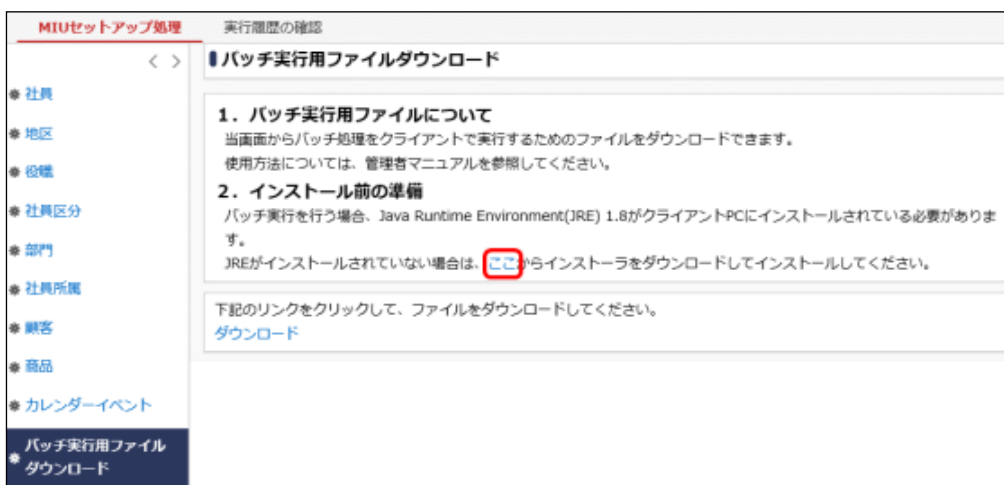 MIUセットアップ処理
実行履歴の確認
< >
社員
地区
役職
社員区分
部門
社員所属
顧客
商品
カレンダーイベント
バッチ実行用ファイル
ダウンロード
バッチ実行用ファイルダウンロード
1. バッチ実行用ファイルについて
当画面からバッチ処理をクライアントで実行するためのファイルをダウンロードできます。
使用方法については、管理者マニュアルを参照してください。
2. インストール前の準備
バッチ実行を行う場合、Java Runtime Environment(JRE) 1.8がクライアントPCにインストールされている必要がありま
す。
JREがインストールされていない場合は、ここからインストーラをダウンロードしてインストールしてください。
下記のリンクをクリックして、ファイルをダウンロードしてください。
ダウンロード